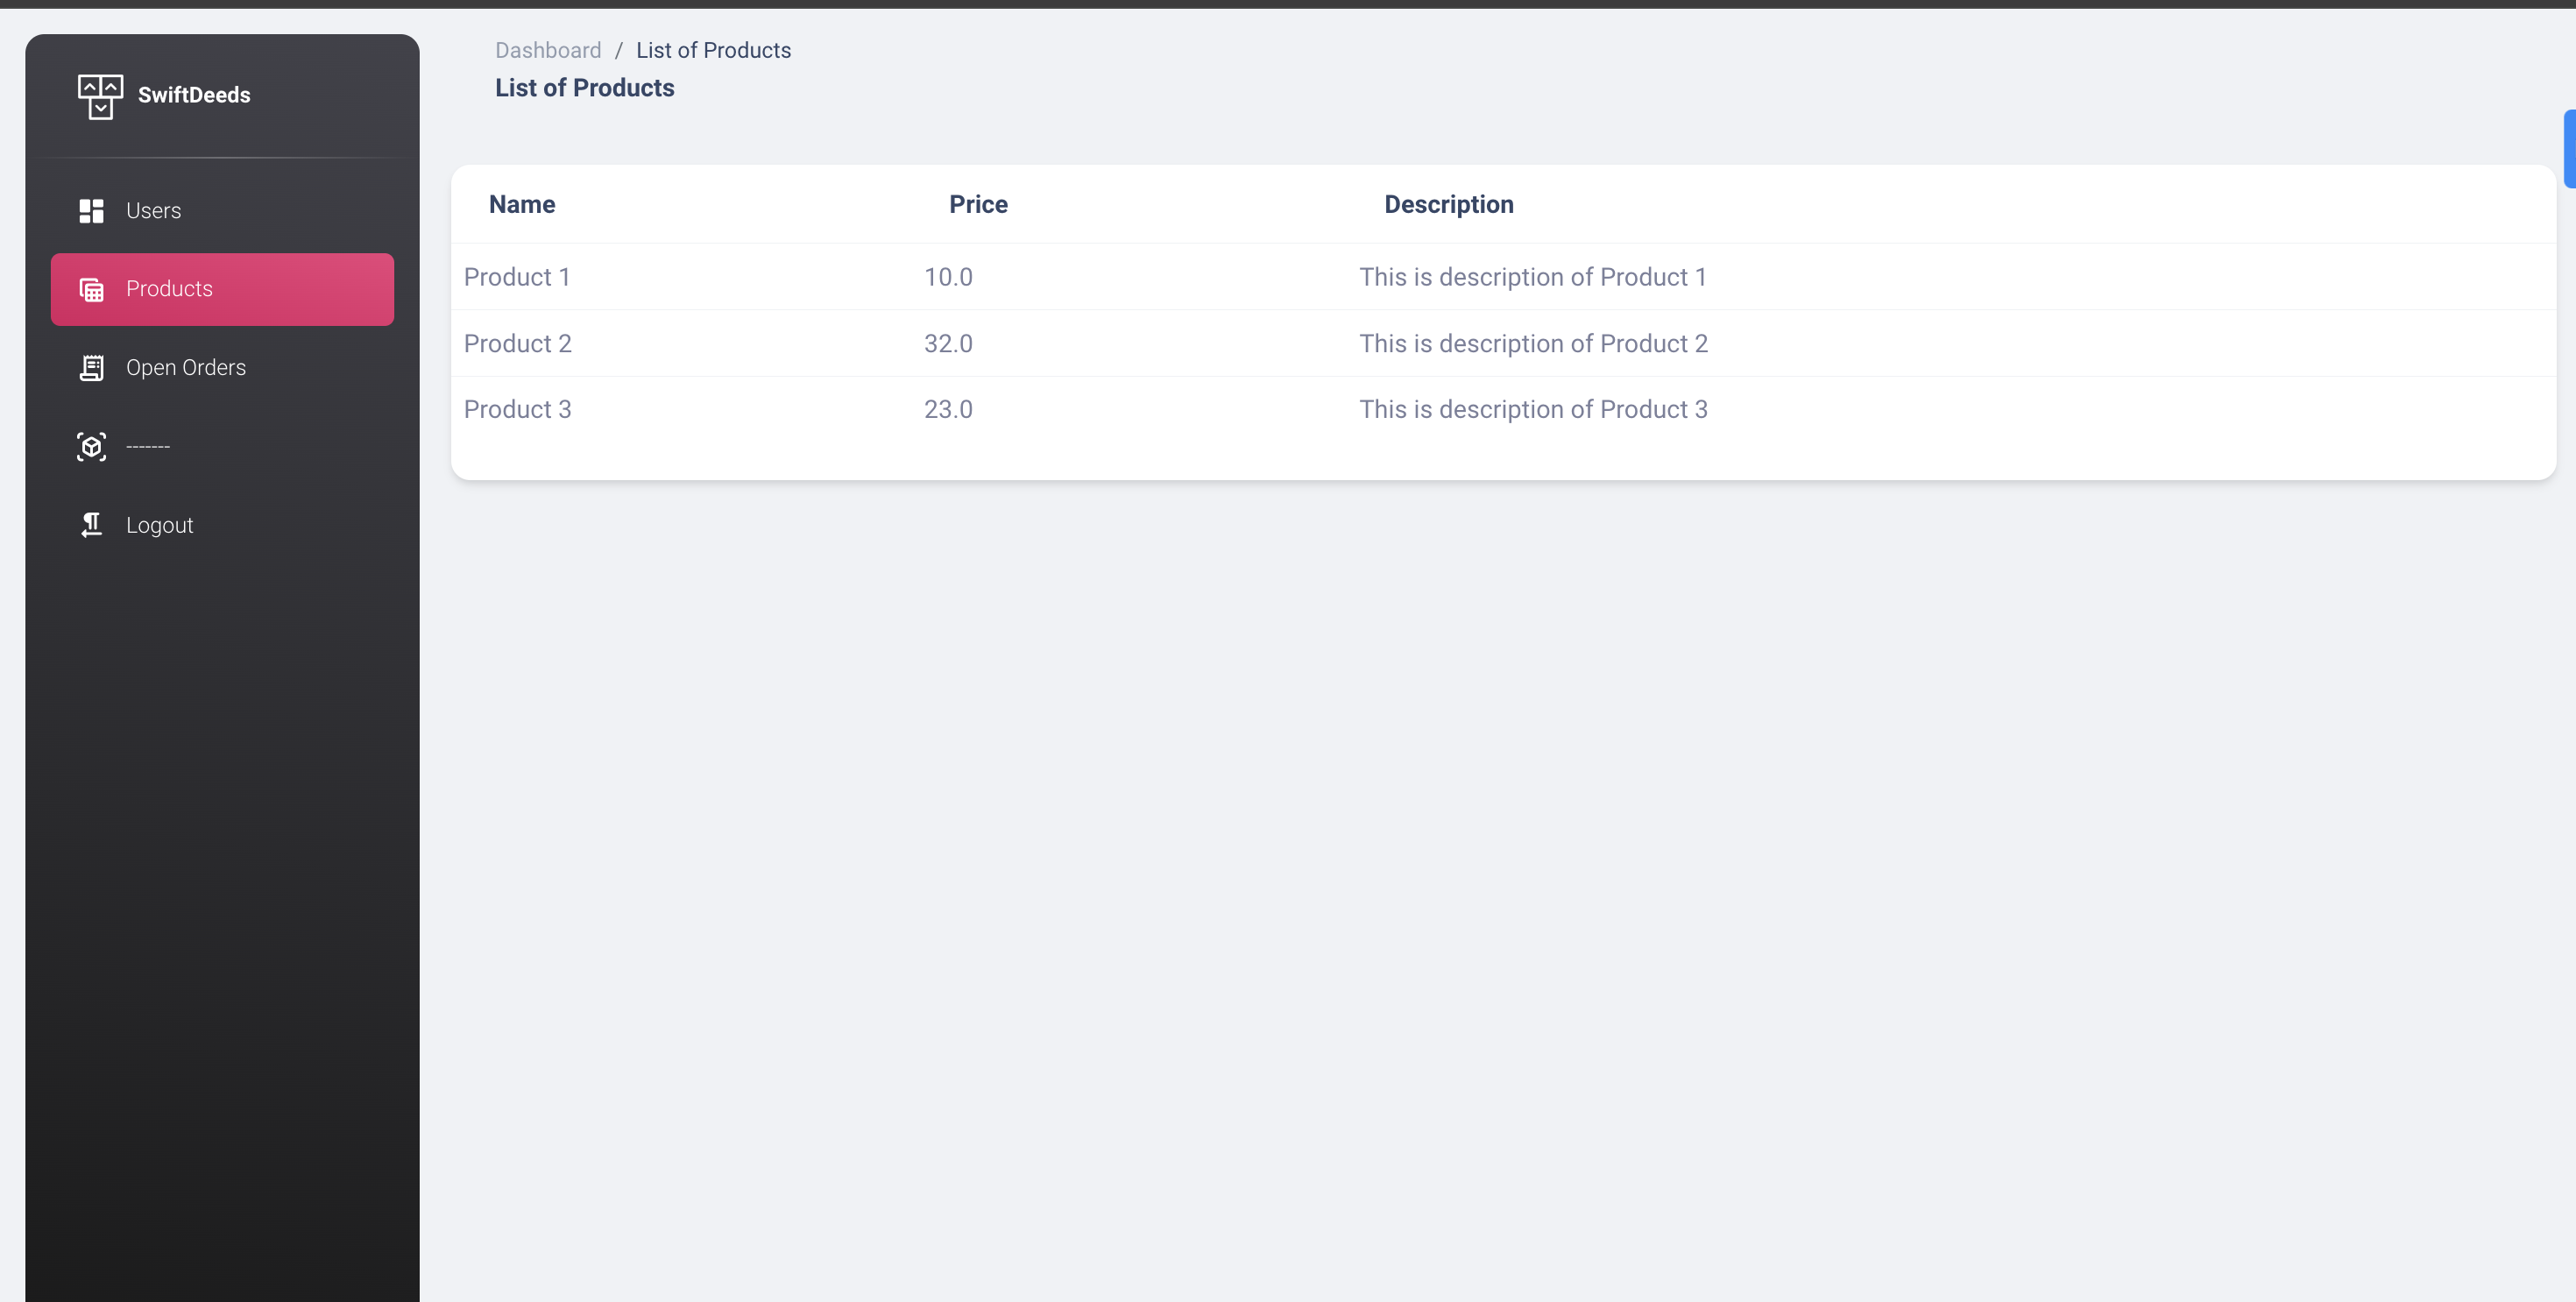 SwiftDeeds
Users
Products
Open Orders
-------
Logout
Dashboard / List of Products
List of Products
Name Price Description
Product 1 10.0 This is description of Product 1
Product 2 32.0 This is description of Product 2
Product 3 23.0 This is description of Product 3